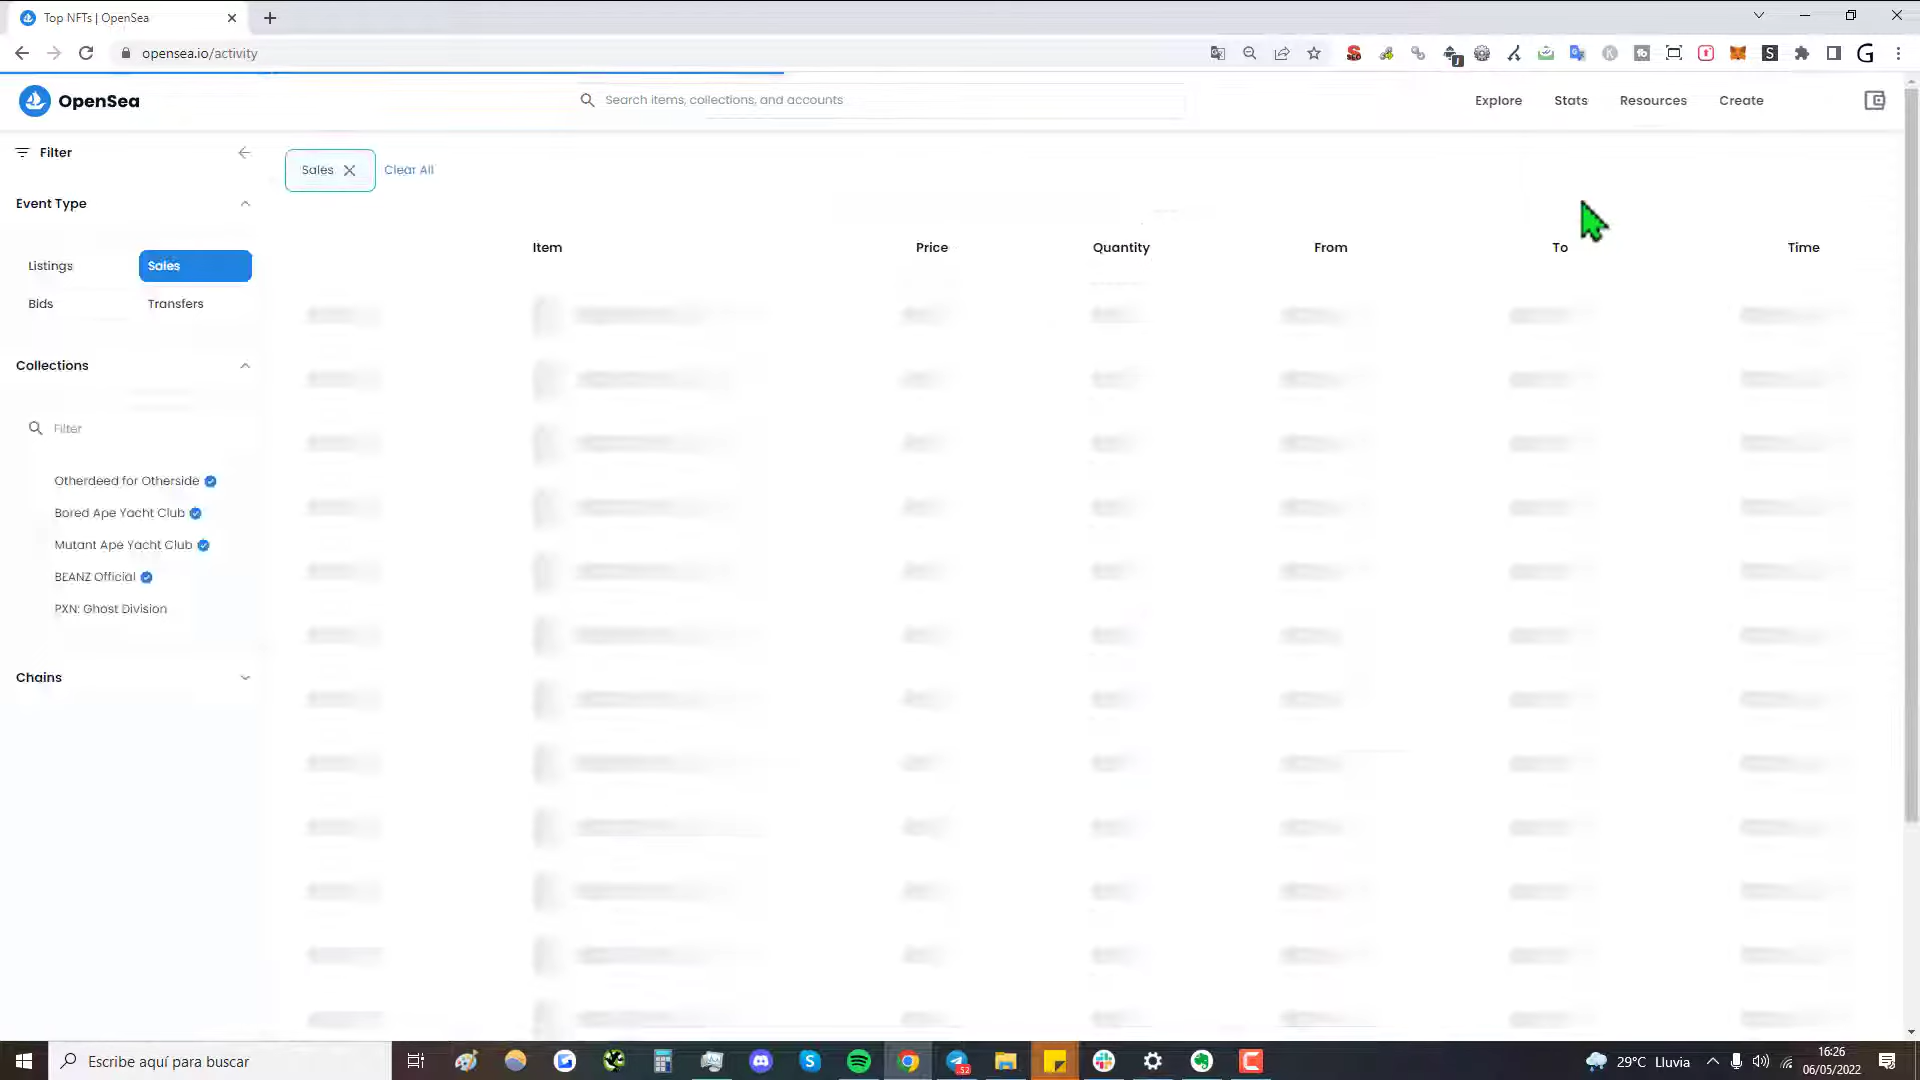 Top NFTs | OpenSea
opensea.io/activity
OpenSea
Search items, collections, and accounts
Explore Stats Resources Create
Filter
Sales Clear All
Event Type
Item Price Quantity From To Time
Listings Sales
Bids Transfers
Collections
Filter
Otherdeed for Otherside
Bored Ape Yacht Club
Mutant Ape Yacht Club
BEANZ Official
PXN: Ghost Division
Chains
Escribe aquí para buscar
52
29°C Lluvia
16:26
06/05/2022